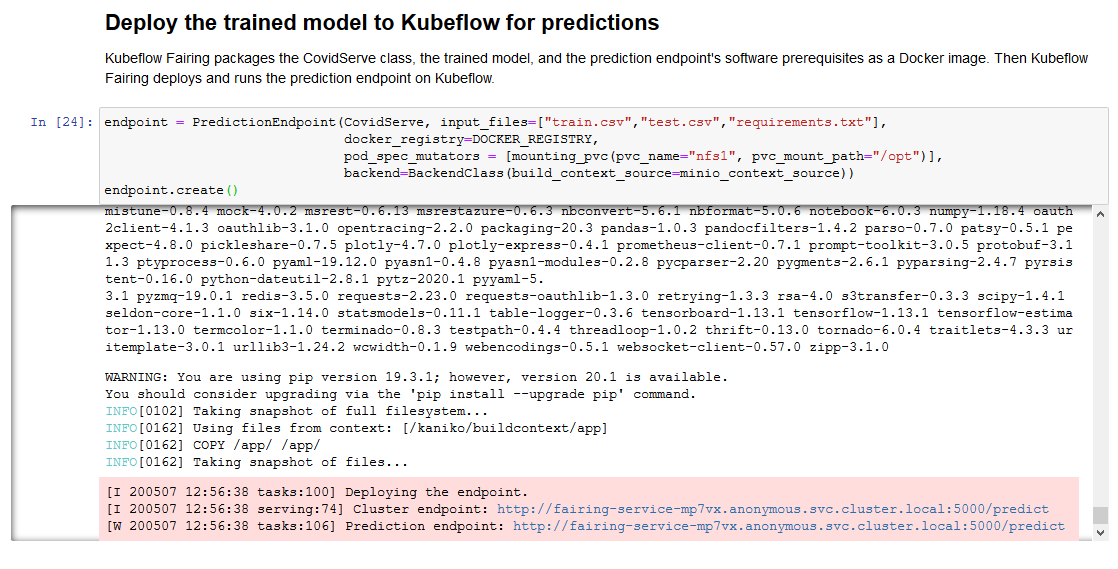 Deploy the trained model to Kubeflow for predictions
Kubeflow Fairing packages the CovidServe class, the trained model, and the prediction endpoint's software prerequisites as a Docker image. Then Kubeflow
Fairing deploys and runs the prediction endpoint on Kubeflow.
In [24]: endpoint = PredictionEndpoint(CovidServe, input_files=["train.csv","test.csv","requirements.txt"],
docker_registry=DOCKER_REGISTRY,
pod_spec_mutators = [mounting_pvc(pvc_name="nfs1", pvc_mount_path="/opt")],
backend=BackendClass(build_context_source=minio_context_source))
endpoint.create()
mistune-0.8.4 mock-4.0.2 msrest-0.6.13 msrestazure-0.6.3 nbconvert-5.6.1 nbformat-5.0.6 notebook-6.0.3 numpy-1.18.4 oauth
2client-4.1.3 oauthlib-3.1.0 opentracing-2.2.0 packaging-20.3 pandas-1.0.3 pandocfilters-1.4.2 parso-0.7.0 patsy-0.5.1 pe
xpect-4.8.0 pickleshare-0.7.5 plotly-4.7.0 plotly-express-0.4.1 prometheus-client-0.7.1 prompt-toolkit-3.0.5 protobuf-3.1
1.3 ptyprocess-0.6.0 pyaml-19.12.0 pyasn1-0.4.8 pyasn1-modules-0.2.8 pycparser-2.20 pygments-2.6.1 pyparsing-2.4.7 pyrsis
tent-0.16.0 python-dateutil-2.8.1 pytz-2020.1 pyyaml-5.
3.1 pyzmq-19.0.1 redis-3.5.0 requests-2.23.0 requests-oauthlib-1.3.0 retrying-1.3.3 rsa-4.0 s3transfer-0.3.3 scipy-1.4.1
seldon-core-1.1.0 six-1.14.0 statsmodels-0.11.1 table-logger-0.3.6 tensorboard-1.13.1 tensorflow-1.13.1 tensorflow-estima
tor-1.13.0 termcolor-1.1.0 terminado-0.8.3 testpath-0.4.4 threadloop-1.0.2 thrift-0.13.0 tornado-6.0.4 traitlets-4.3.3 ur
itemplate-3.0.1 urllib3-1.24.2 wcwidth-0.1.9 webencodings-0.5.1 websocket-client-0.57.0 zipp-3.1.0
WARNING: You are using pip version 19.3.1; however, version 20.1 is available.
You should consider upgrading via the 'pip install --upgrade pip' command.
INFO[0102] Taking snapshot of full filesystem...
INFO[0162] Using files from context: [/kaniko/buildcontext/app]
INFO[0162] COPY /app/ /app/
INFO[0162] Taking snapshot of files...
[I 200507 12:56:38 tasks:100] Deploying the endpoint.
[I 200507 12:56:38 serving:74] Cluster endpoint: http://fairing-service-mp7vx.anonymous.svc.cluster.local:5000/predict
[W 200507 12:56:38 tasks:106] Prediction endpoint: http://fairing-service-mp7vx.anonymous.svc.cluster.local:5000/predict